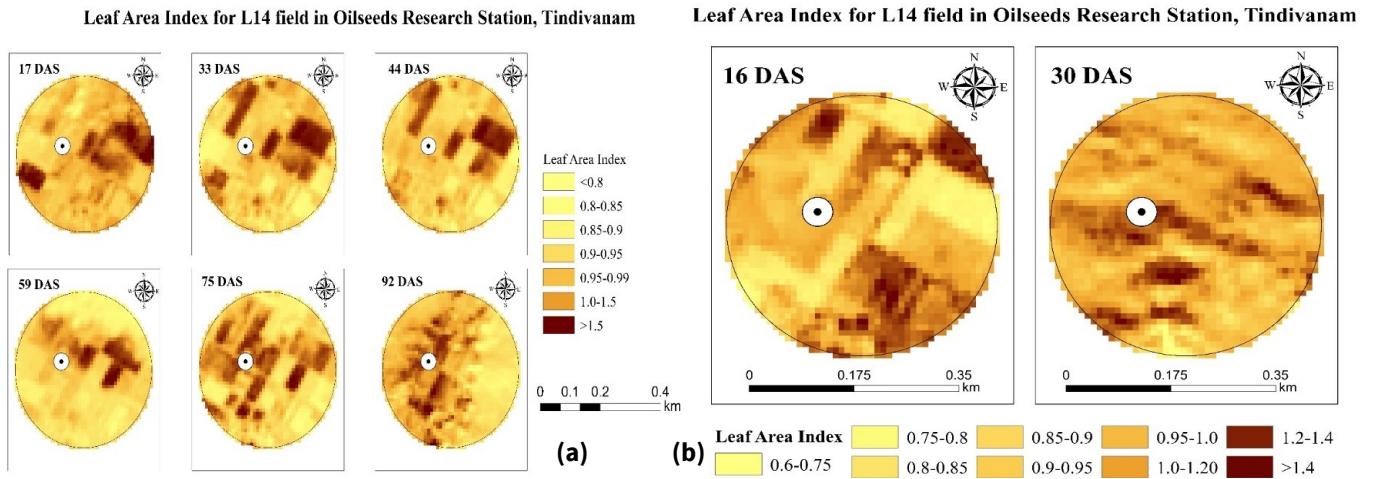 Leaf Area Index for L14 field in Oilseeds Research Station, Tindivanam
17 DAS
N
W
E
S
33 DAS
N
W
E
S
44 DAS
N
W
E
S
Leaf Area Index
<0.8
0.8-0.85
0.85-0.9
0.9-0.95
0.95-0.99
1.0-1.5
>1.5
59 DAS
75 DAS
92 DAS
0 0.1 0.2 0.4
km
(a)
Leaf Area Index for L14 field in Oilseeds Research Station, Tindivanam
16 DAS
N
W E
S
0 0.175 0.35
km
30 DAS
N
W E
S
0 0.175 0.35
km
(b)
Leaf Area Index
0.6-0.75
0.75-0.8
0.8-0.85
0.85-0.9
0.9-0.95
0.95-1.0
1.0-1.20
1.2-1.4
>1.4